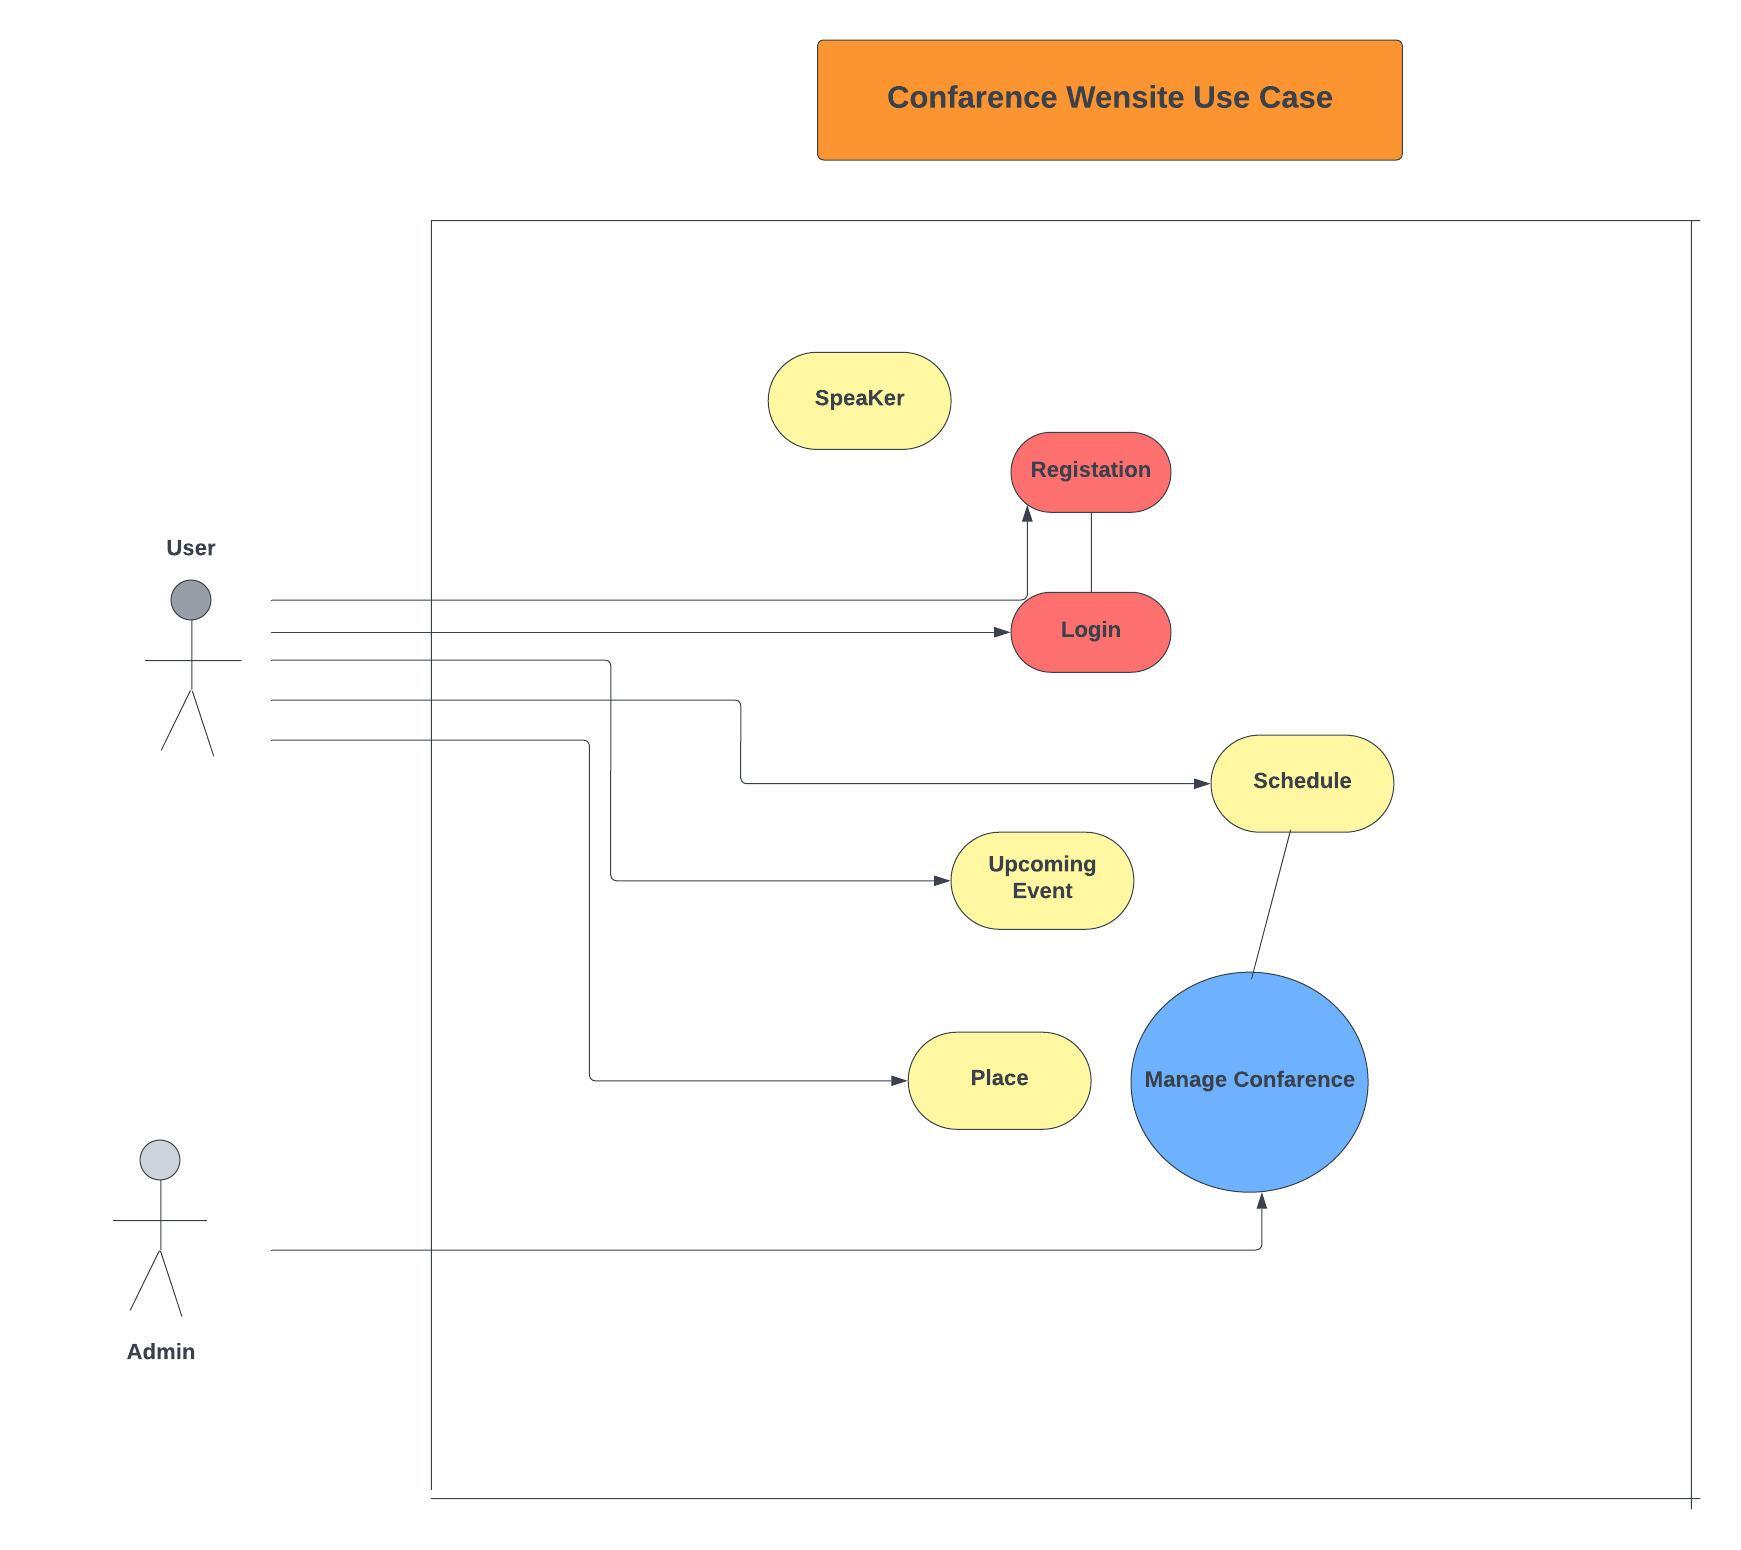 Confarence Wensite Use Case
SpeaKer
Registation
User
Login
Schedule
Upcoming
Event
Place
Manage Confarence
Admin